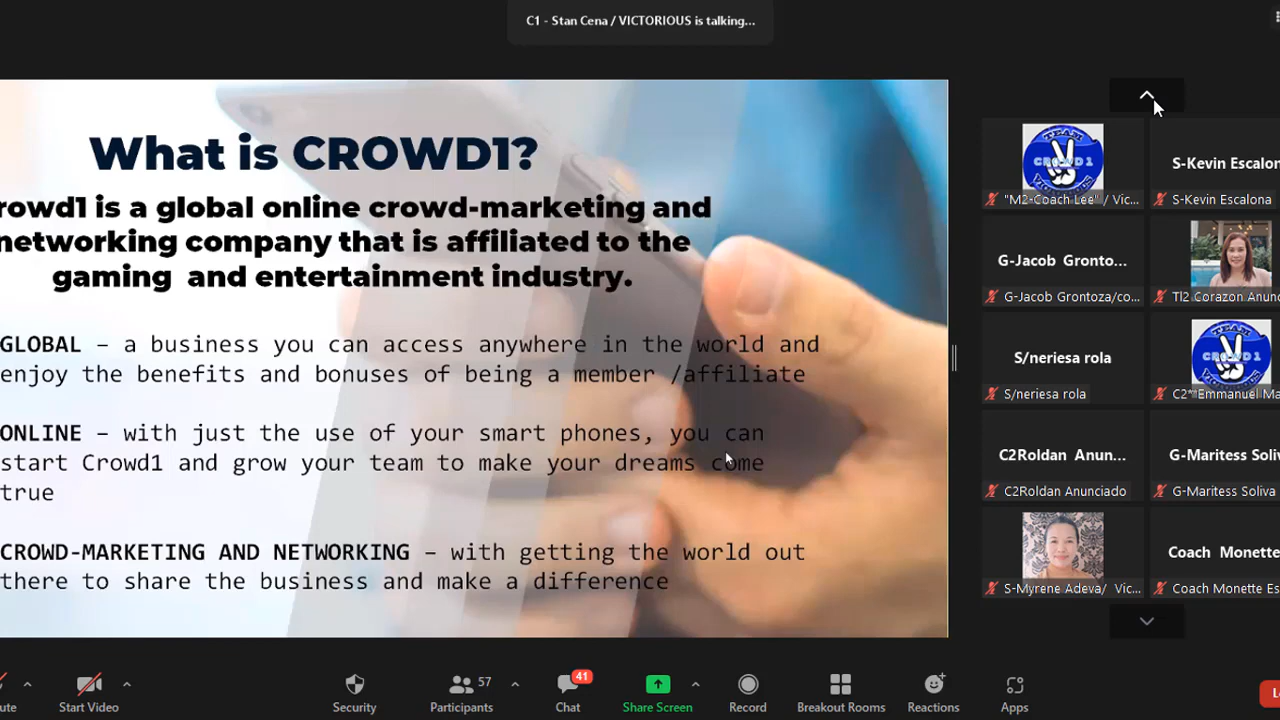 C1 - Stan Cena / VICTORIOUS is talking...
What is CROWD1?
rowd1 is a global online crowd-marketing and
networking company that is affiliated to the
gaming and entertainment industry.
GLOBAL – a business you can access anywhere in the world and
enjoy the benefits and bonuses of being a member /affiliate
ONLINE – with just the use of your smart phones, you can
start Crowd1 and grow your team to make your dreams come
true
CROWD-MARKETING AND NETWORKING – with getting the world out
there to share the business and make a difference
TEAM
CROWD 1
"M2-Coach Lee" / Vic...
S-Kevin Escalon
S-Kevin Escalona
G-Jacob Gronto...
G-Jacob Grontoza/co...
Tl2 Corazon Anunc
S/neriesa rola
S/neriesa rola
CROWD 1
C2**Emmanuel Ma
C2Roldan Anun...
C2Roldan Anunciado
G-Maritess Soliv
G-Maritess Soliva
S-Myrene Adeva/ Vic...
Coach Monette
Coach Monette Es
ute
Start Video
Security
57
Participants
41
Chat
Share Screen
Record
Breakout Rooms
Reactions
Apps